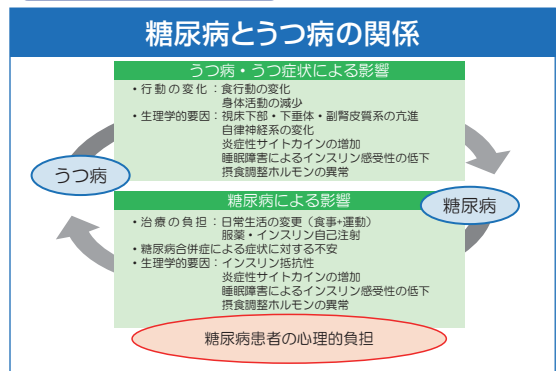 糖尿病とうつ病の関係
うつ病・うつ症状による影響
・行動の変化：食行動の変化
身体活動の減少
・生理学的要因：視床下部・下垂体・副腎皮質系の亢進
自律神経系の変化
炎症性サイトカインの増加
睡眠障害によるインスリン感受性の低下
摂食調整ホルモンの異常
うつ病
糖尿病
糖尿病による影響
・治療の負担：日常生活の変更（食事+運動）
服薬・インスリン自己注射
・糖尿病合併症による症状に対する不安
・生理学的要因：インスリン抵抗性
炎症性サイトカインの増加
睡眠障害によるインスリン感受性の低下
摂食調整ホルモンの異常
糖尿病患者の心理的負担